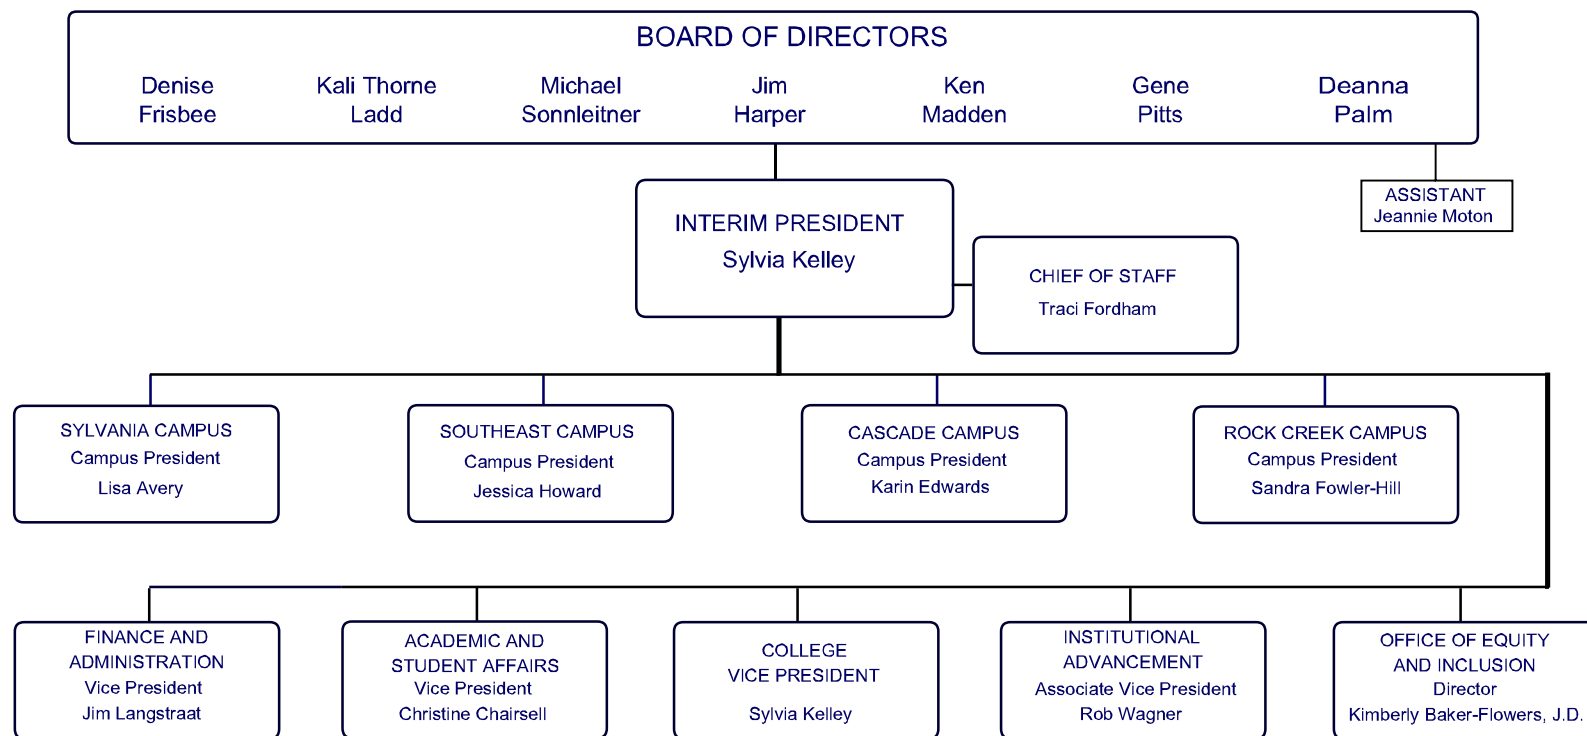 BOARD OF DIRECTORS
Denise
Frisbee
Kali Thorne
Ladd
Michael
Sonnleitner
Jim
Harper
Ken
Madden
Gene
Pitts
Deanna
Palm
ASSISTANT
Jeannie Moton
INTERIM PRESIDENT
Sylvia Kelley
CHIEF OF STAFF
Traci Fordham
SYLVANIA CAMPUS
Campus President
Lisa Avery
SOUTHEAST CAMPUS
Campus President
Jessica Howard
CASCADE CAMPUS
Campus President
Karin Edwards
ROCK CREEK CAMPUS
Campus President
Sandra Fowler-Hill
FINANCE AND
ADMINISTRATION
Vice President
Jim Langstraat
ACADEMIC AND
STUDENT AFFAIRS
Vice President
Christine Chairsell
COLLEGE
VICE PRESIDENT
Sylvia Kelley
INSTITUTIONAL
ADVANCEMENT
Associate Vice President
Rob Wagner
OFFICE OF EQUITY
AND INCLUSION
Director
Kimberly Baker-Flowers, J.D.